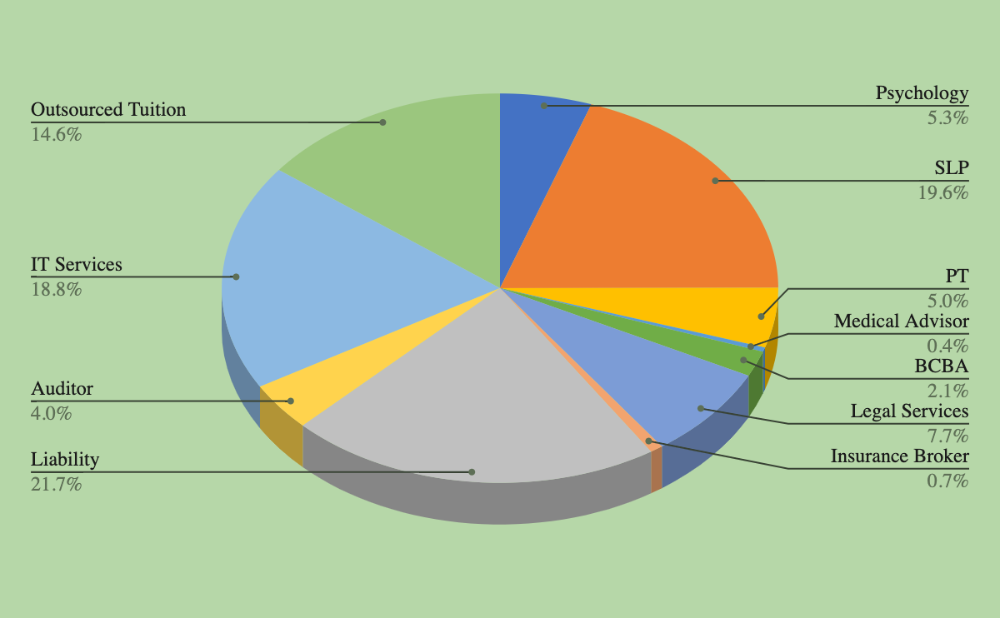 Outsourced Tuition
14.6%
IT Services
18.8%
Auditor
4.0%
Liability
21.7%
Psychology
5.3%
SLP
19.6%
PT
5.0%
Medical Advisor
0.4%
BCBA
2.1%
Legal Services
7.7%
Insurance Broker
0.7%